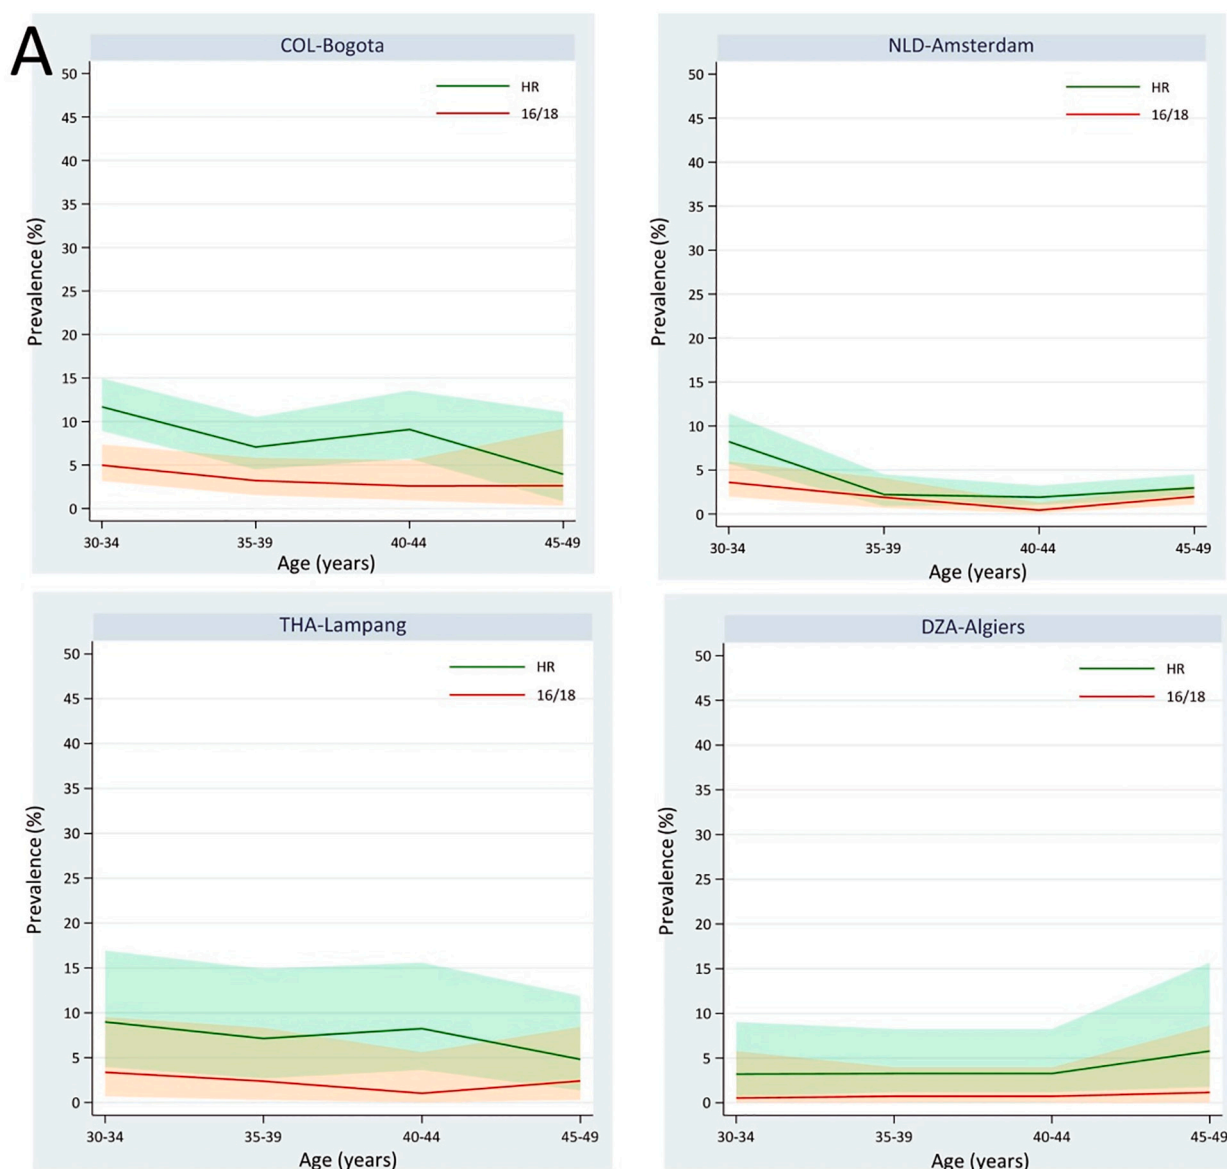 A
COL-Bogota
HR
16/18
Prevalence (%)
50
45
40
35
30
25
20
15
10
5
0
30-34 35-39 40-44 45-49
Age (years)
NLD-Amsterdam
HR
16/18
Prevalence (%)
50
45
40
35
30
25
20
15
10
5
0
30-34 35-39 40-44 45-49
Age (years)
THA-Lampang
HR
16/18
Prevalence (%)
50
45
40
35
30
25
20
15
10
5
0
30-34 35-39 40-44 45-49
Age (years)
DZA-Algiers
HR
16/18
Prevalence (%)
50
45
40
35
30
25
20
15
10
5
0
30-34 35-39 40-44 45-49
Age (years)